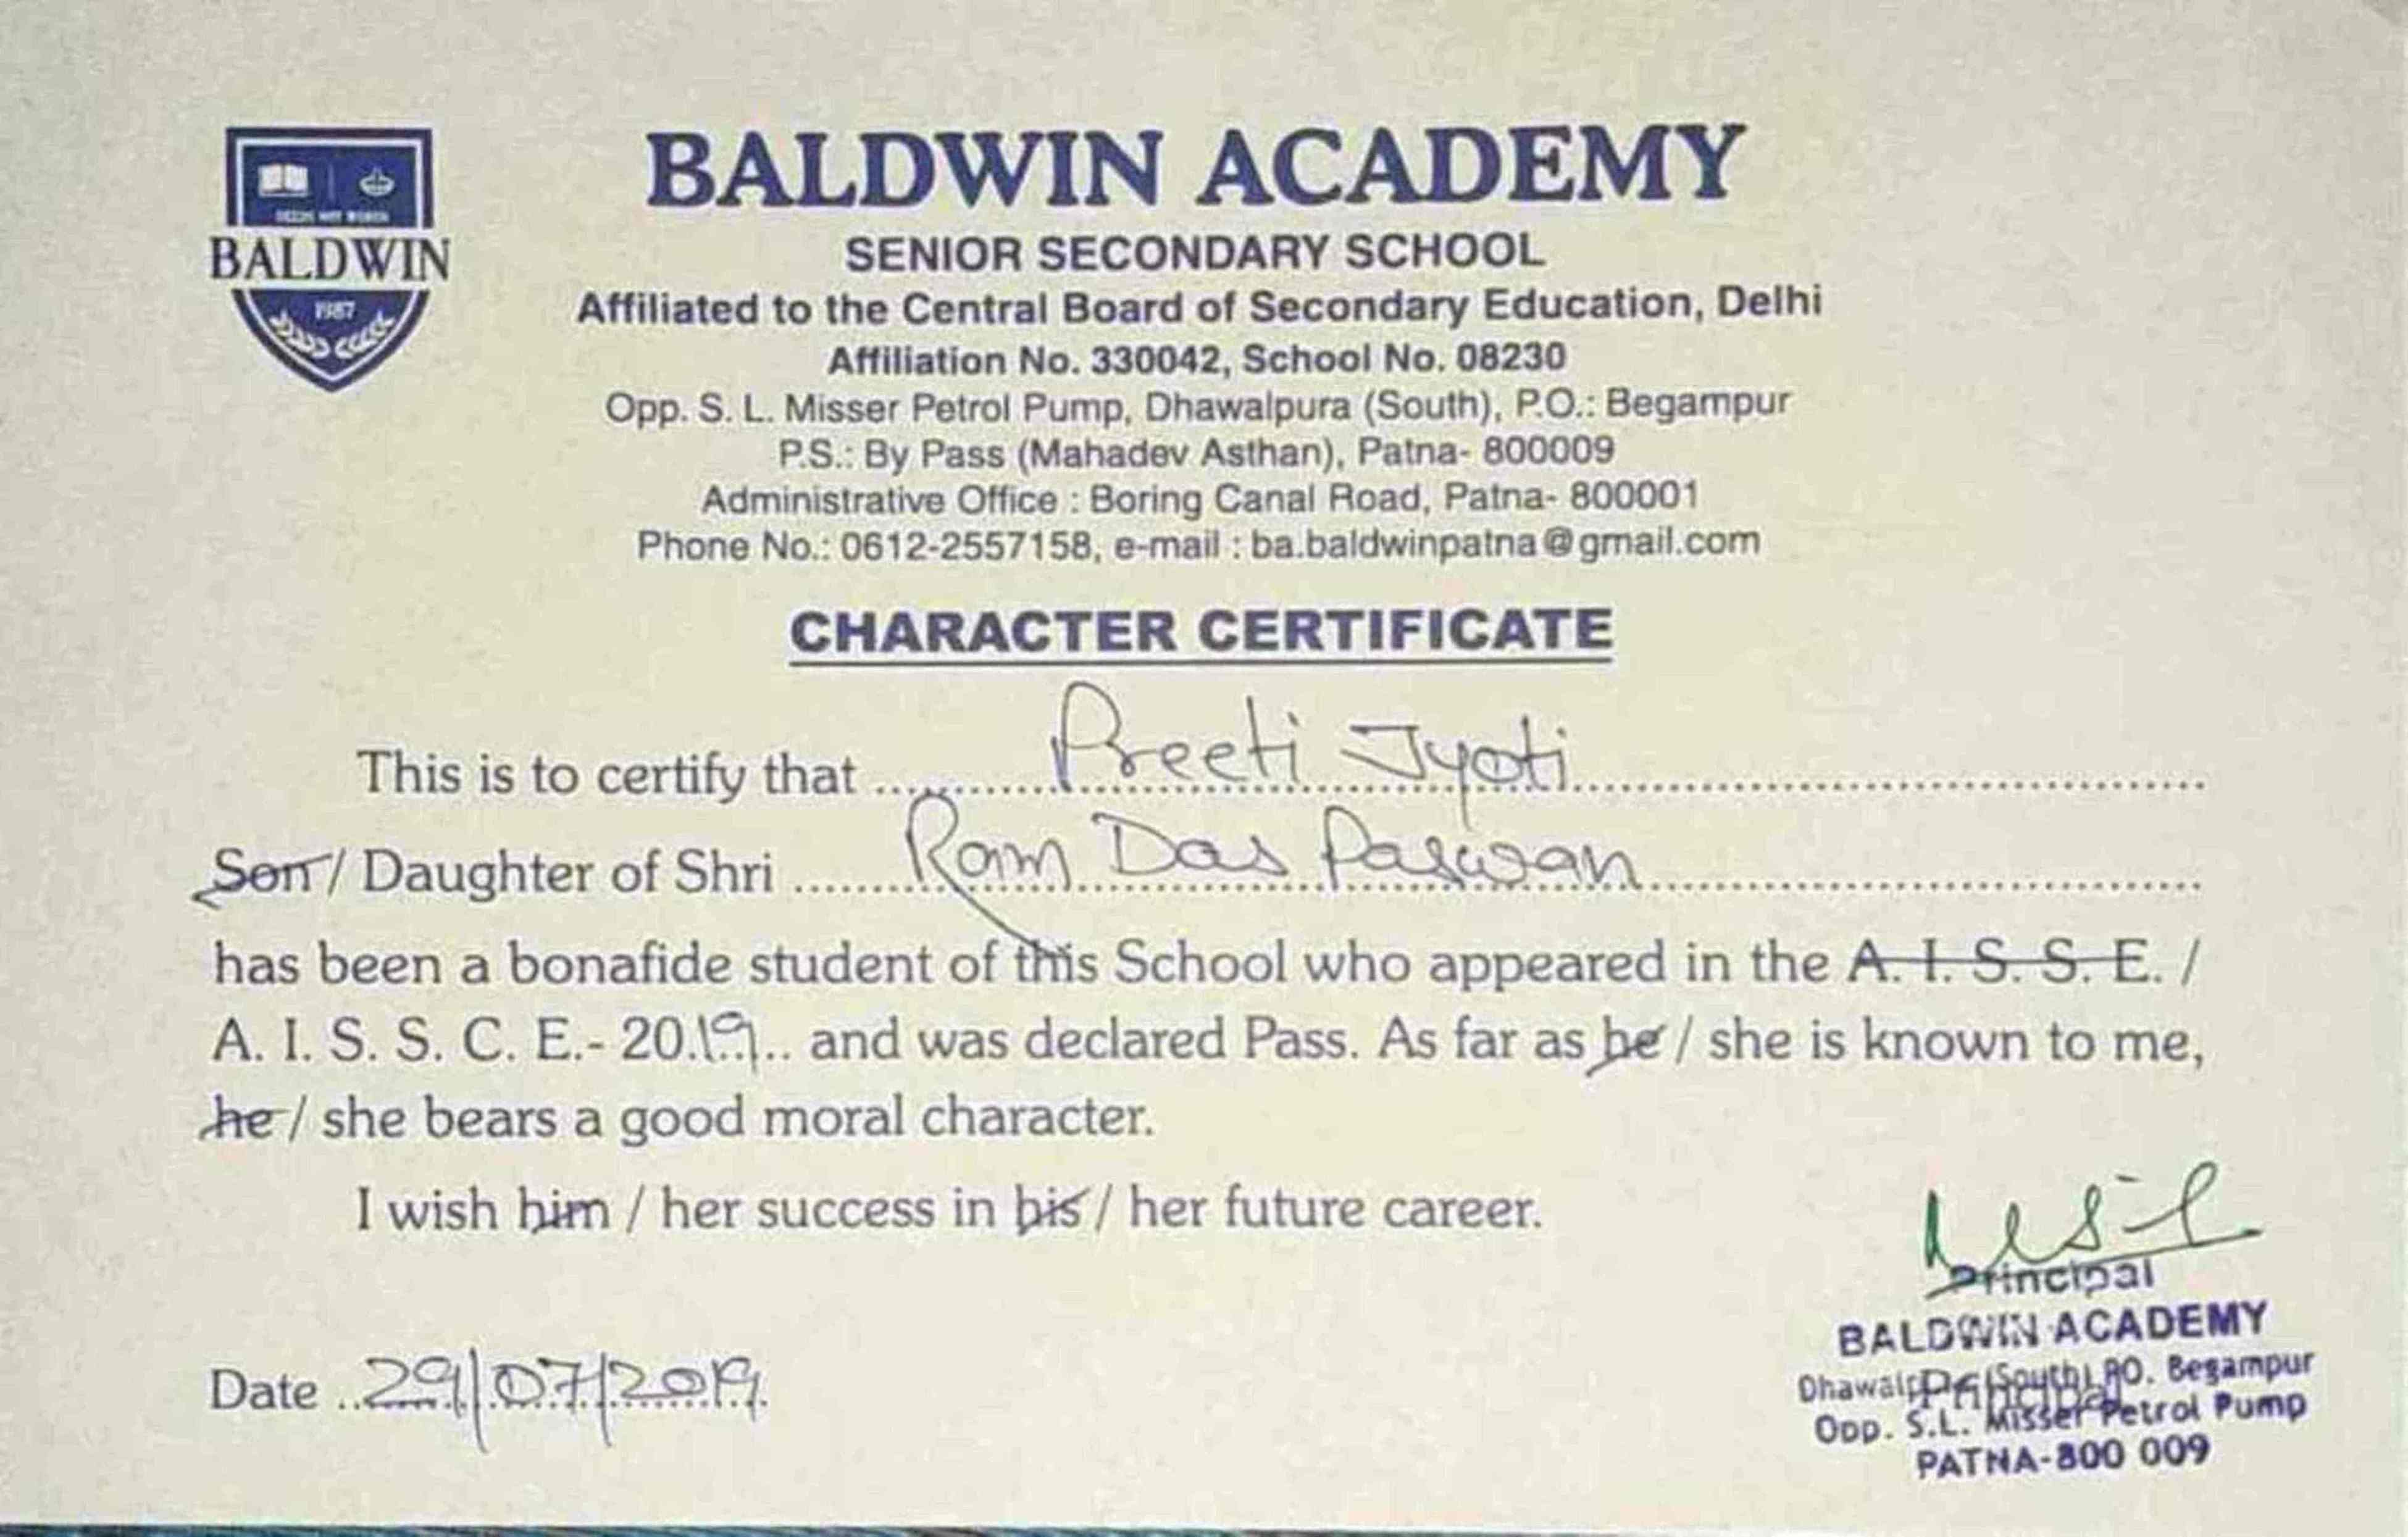 BALDWIN ACADEMY
SENIOR SECONDARY SCHOOL
Affiliated to the Central Board of Secondary Education, Delhi
Affiliation No. 330042, School No. 08230
Opp. S. L. Misser Petrol Pump, Dhawalpura (South), P.O.: Begampur
P.S.: By Pass (Mahadev Asthan), Patna- 800009
Administrative Office : Boring Canal Road, Patna- 800001
Phone No.: 0612-2557158, e-mail : ba.baldwinpatna@gmail.com
DEEDS NOT WORDS
BALDWIN
1987
CHARACTER CERTIFICATE
This is to certify that Preeti Jyoti
Son / Daughter of Shri Ram Das Paswan
has been a bonafide student of this School who appeared in the A. I. S. S. E. /
A. I. S. S. C. E.- 2019 and was declared Pass. As far as he / she is known to me,
he / she bears a good moral character.
I wish him / her success in his / her future career.
Date 29/07/2019
Principal
BALDWIN ACADEMY
(South) P.O. Begampur
Principal
Opp. S.L. Misser Petrol Pump
PATNA-800 009